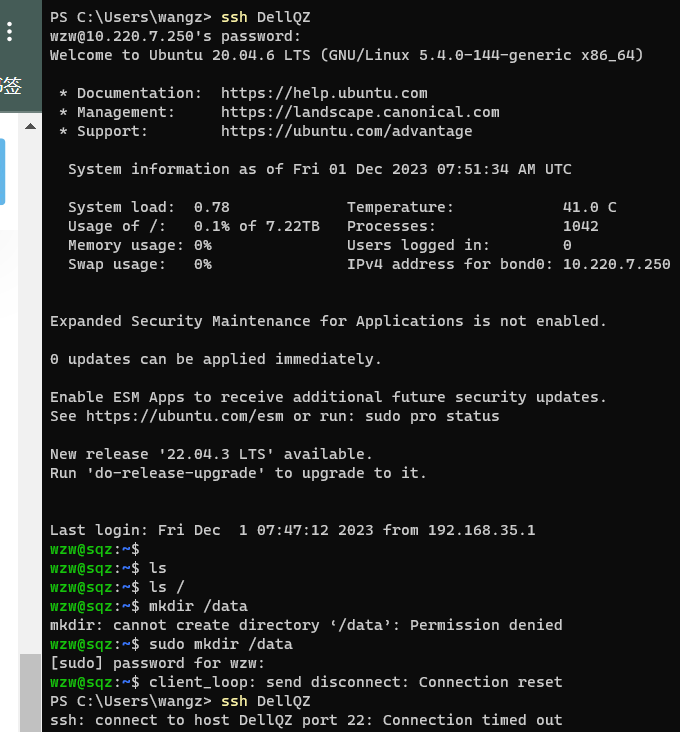 书签
PS C:\Users\wangz> ssh DellQZ
wzw@10.220.7.250's password:
Welcome to Ubuntu 20.04.6 LTS (GNU/Linux 5.4.0-144-generic x86_64)
* Documentation:  https://help.ubuntu.com
* Management:     https://landscape.canonical.com
* Support:        https://ubuntu.com/advantage
System information as of Fri 01 Dec 2023 07:51:34 AM UTC
System load:  0.78             Temperature:            41.0 C
Usage of /:   0.1% of 7.22TB   Processes:              1042
Memory usage: 0%               Users logged in:        0
Swap usage:   0%               IPv4 address for bond0: 10.220.7.250
Expanded Security Maintenance for Applications is not enabled.
0 updates can be applied immediately.
Enable ESM Apps to receive additional future security updates.
See https://ubuntu.com/esm or run: sudo pro status
New release '22.04.3 LTS' available.
Run 'do-release-upgrade' to upgrade to it.
Last login: Fri Dec  1 07:47:12 2023 from 192.168.35.1
wzw@sqz:~$
wzw@sqz:~$ ls
wzw@sqz:~$ ls /
wzw@sqz:~$ mkdir /data
mkdir: cannot create directory ‘/data’: Permission denied
wzw@sqz:~$ sudo mkdir /data
[sudo] password for wzw:
wzw@sqz:~$ client_loop: send disconnect: Connection reset
PS C:\Users\wangz> ssh DellQZ
ssh: connect to host DellQZ port 22: Connection timed out